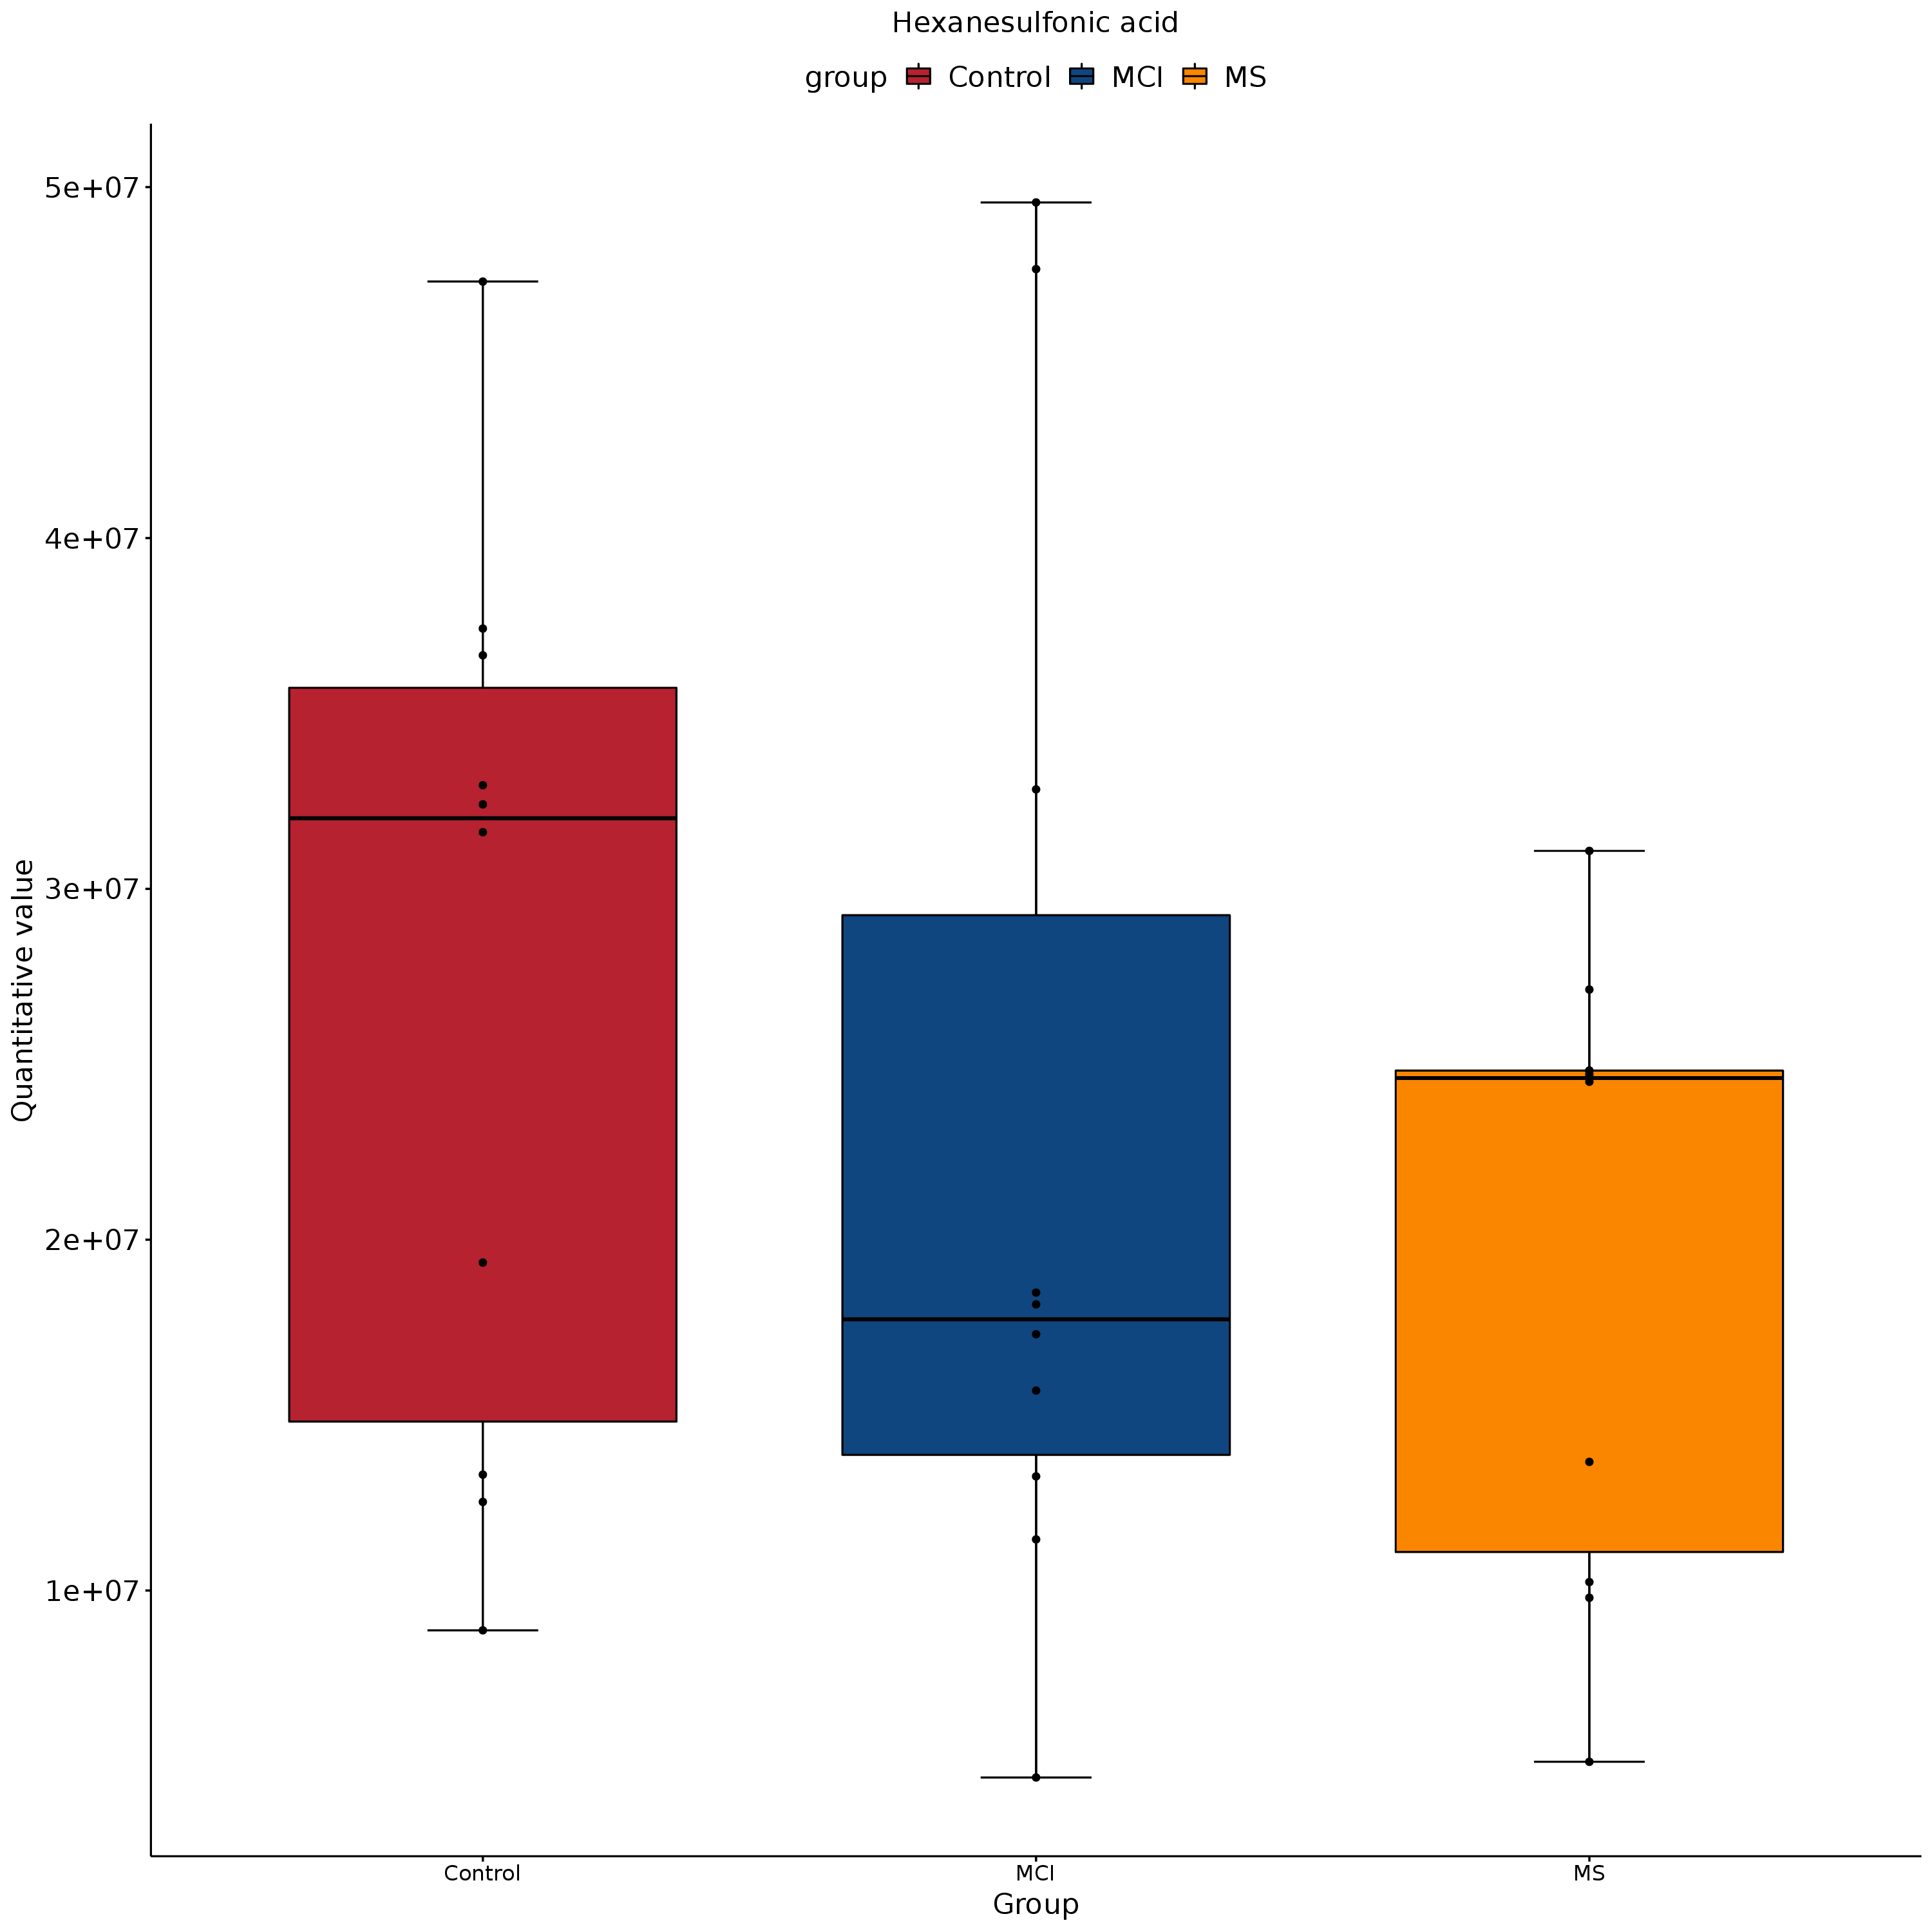 Hexanesulfonic acid
group Control MCI MS
Quantitative value
5e+07
4e+07
3e+07
2e+07
1e+07
Control MCI MS
Group